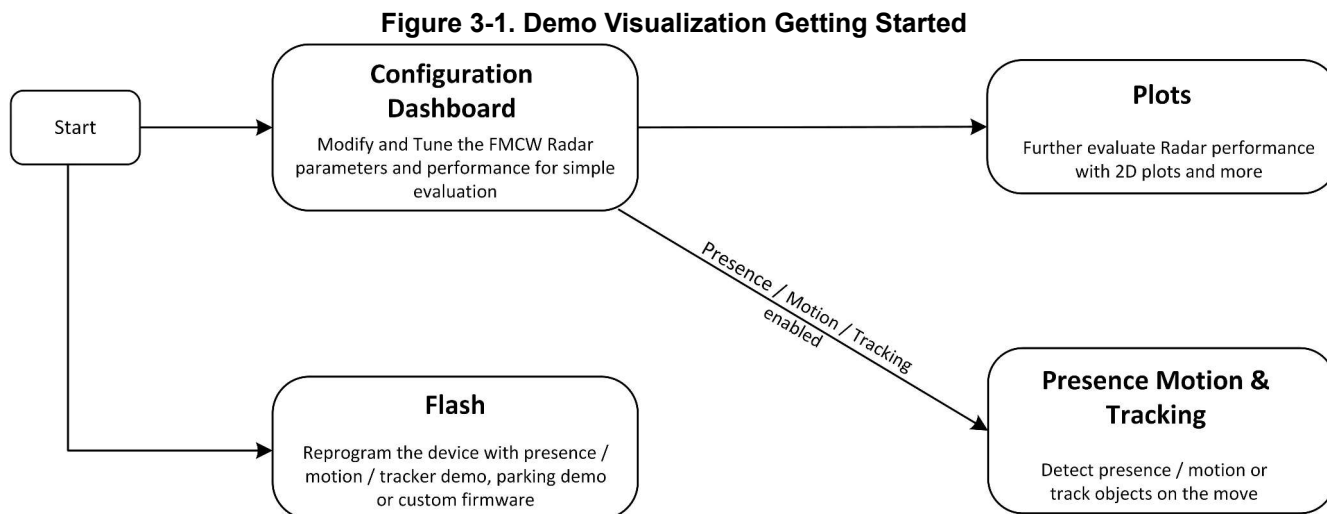 Figure 3-1. Demo Visualization Getting Started
Start
Configuration
Dashboard
Modify and Tune the FMCW Radar
parameters and performance for simple
evaluation
Plots
Further evaluate Radar performance
with 2D plots and more
Presence / Motion / Tracking
enabled
Flash
Reprogram the device with presence /
motion / tracker demo, parking demo
or custom firmware
Presence Motion &
Tracking
Detect presence / motion or
track objects on the move